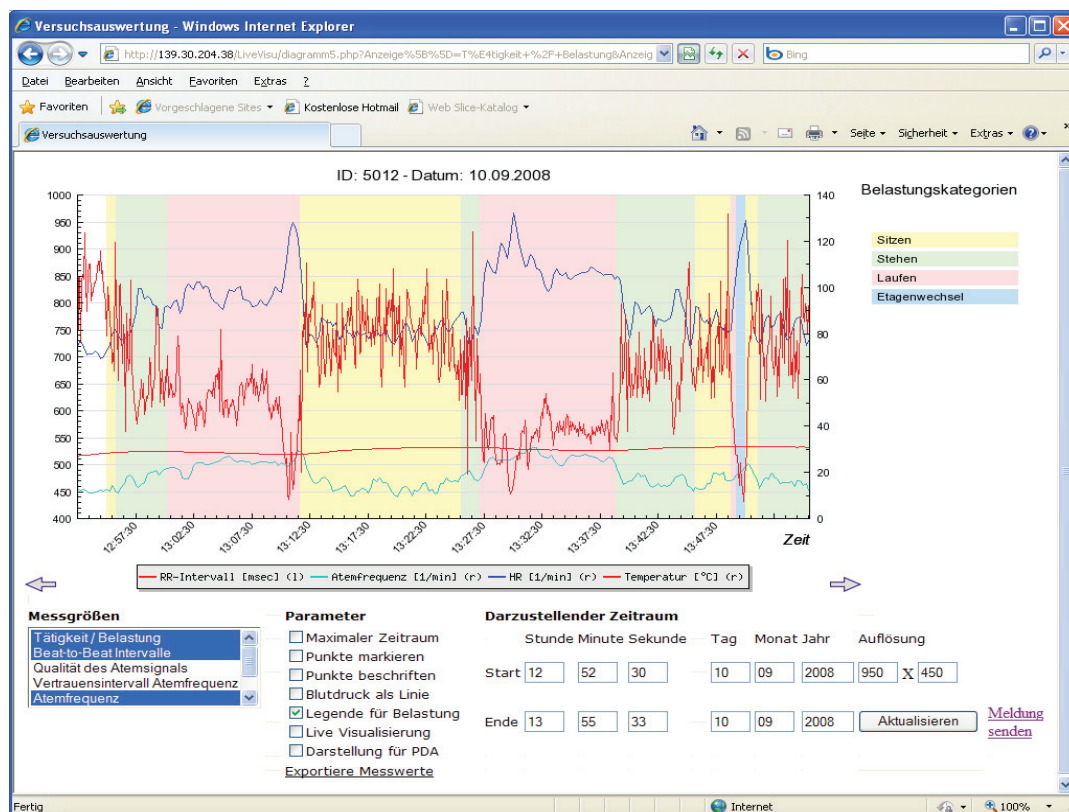 Versuchsauswertung - Windows Internet Explorer
http://139.30.204.38/LiveVisu/diagramm5.php?Anzeige%5B%5D=T%E4tigkeit+%2F+Belastung&Anzeig
Bing
Datei Bearbeiten Ansicht Favoriten Extras ?
Favoriten Vorgeschlagene Sites Kostenlose Hotmail Web Slice-Katalog
Versuchsauswertung Seite Sicherheit Extras »
ID: 5012 - Datum: 10.09.2008
Belastungskategorien
Sitzen
Stehen
Laufen
Etagenwechsel
1000
950
900
850
800
750
700
650
600
550
500
450
400
140
120
100
80
60
40
20
0
12:57:30 13:02:30 13:07:30 13:12:30 13:17:30 13:22:30 13:27:30 13:32:30 13:37:30 13:42:30 13:47:30
Zeit
RR-Intervall [msec] (l) Atemfrequenz [1/min] (r) HR [1/min] (r) Temperatur [°C] (r)
Messgrößen
Tätigkeit / Belastung
Beat-to-Beat Intervalle
Qualität des Atemsignals
Vertrauensintervall Atemfrequenz
Atemfrequenz
Parameter
Maximaler Zeitraum
Punkte markieren
Punkte beschriften
Blutdruck als Linie
Legende für Belastung
Live Visualisierung
Darstellung für PDA
Exportiere Messwerte
Darzustellender Zeitraum
Stunde Minute Sekunde Tag Monat Jahr Auflösung
Start 12 52 30 10 09 2008 950 X 450
Ende 13 55 33 10 09 2008 Aktualisieren
Meldung
senden
Fertig Internet 100%